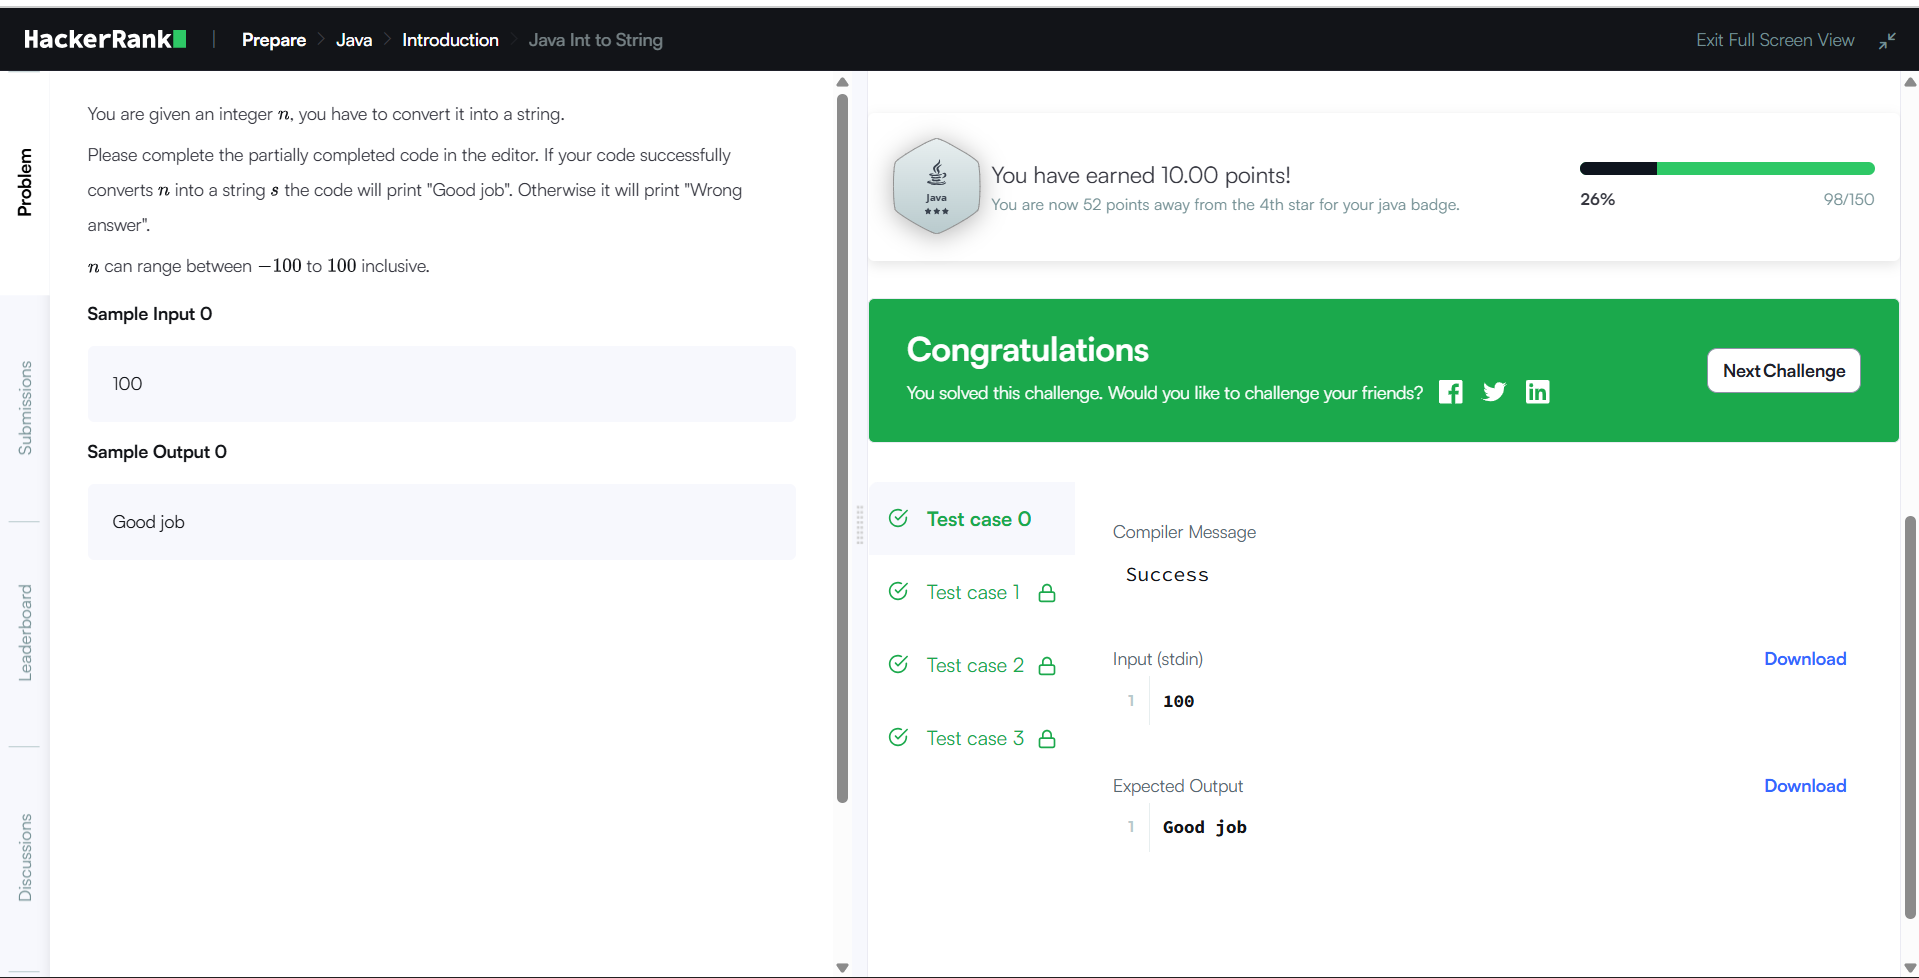 HackerRank | Prepare > Java > Introduction > Java Int to String
Exit Full Screen View
Problem
Submissions
Leaderboard
Discussions
You are given an integer n, you have to convert it into a string.
Please complete the partially completed code in the editor. If your code successfully
converts n into a string s the code will print "Good job". Otherwise it will print "Wrong
answer".
n can range between −100 to 100 inclusive.
Sample Input 0
100
Sample Output 0
Good job
Java
★★★
You have earned 10.00 points!
You are now 52 points away from the 4th star for your java badge.
26%
98/150
Congratulations
You solved this challenge. Would you like to challenge your friends?
Next Challenge
Test case 0
Test case 1
Test case 2
Test case 3
Compiler Message
Success
Input (stdin)
Download
1 100
Expected Output
Download
1 Good job